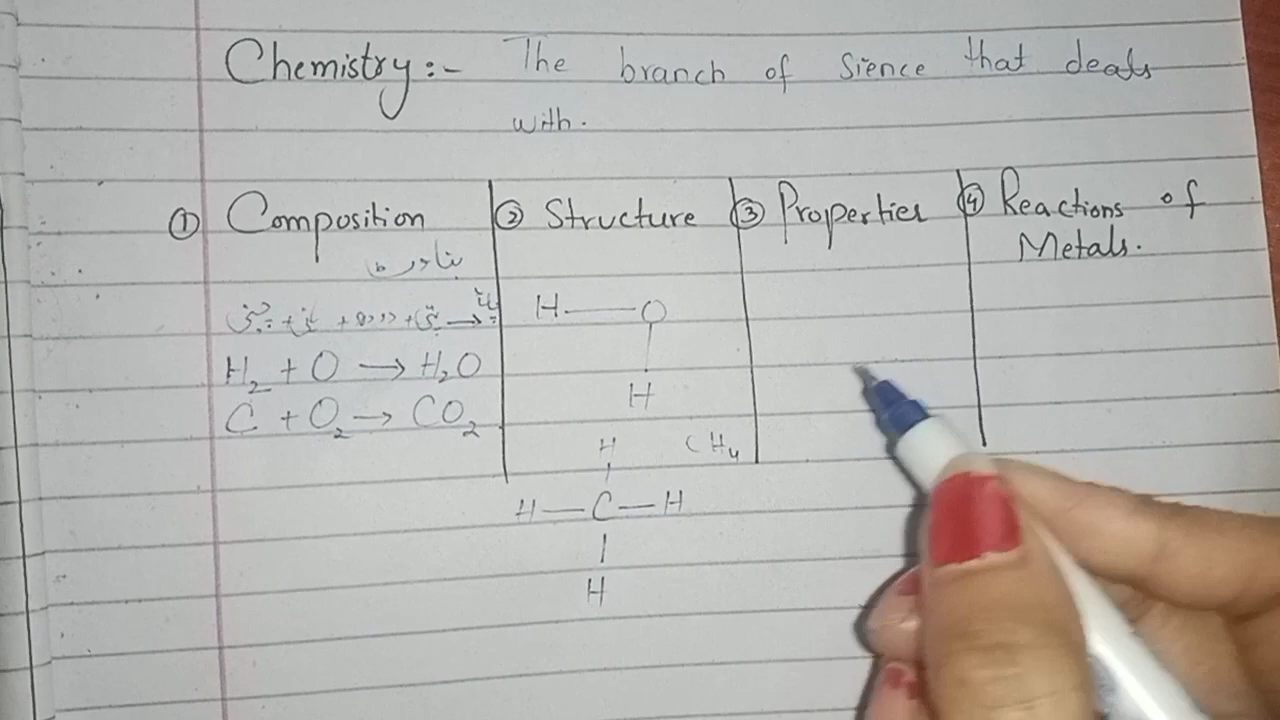 Chemistry:- The branch of Sience that deals
with.
① Composition
② Structure
③ Properties
④ Reactions of
Metals.
بناوٹ
H₂ + O → H₂O
C + O₂ → CO₂
H — O
H
H
CH₄
H — C — H
H